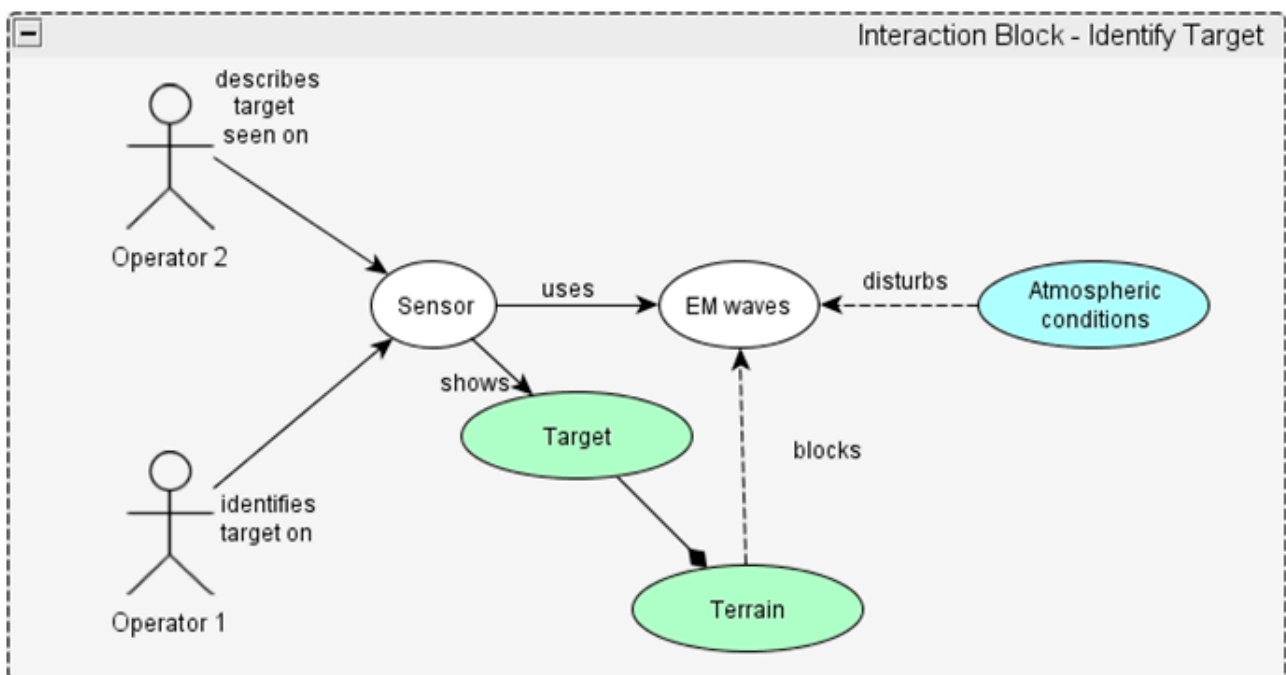 Interaction Block - Identify Target
describes
target
seen on
Operator 2
Sensor
uses
EM waves
disturbs
Atmospheric
conditions
shows
Target
blocks
identifies
target on
Terrain
Operator 1